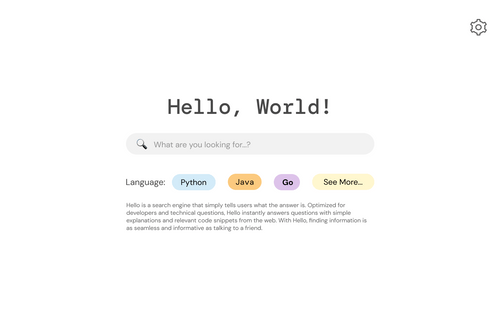 Hello, World!
What are you looking for..?
Language: Python Java Go See More...
Hello is a search engine that simply tells users what the answer is. Optimized for
developers and technical questions, Hello instantly answers questions with simple
explanations and relevant code snippets from the web. With Hello, finding information is
as seamless and informative as talking to a friend.